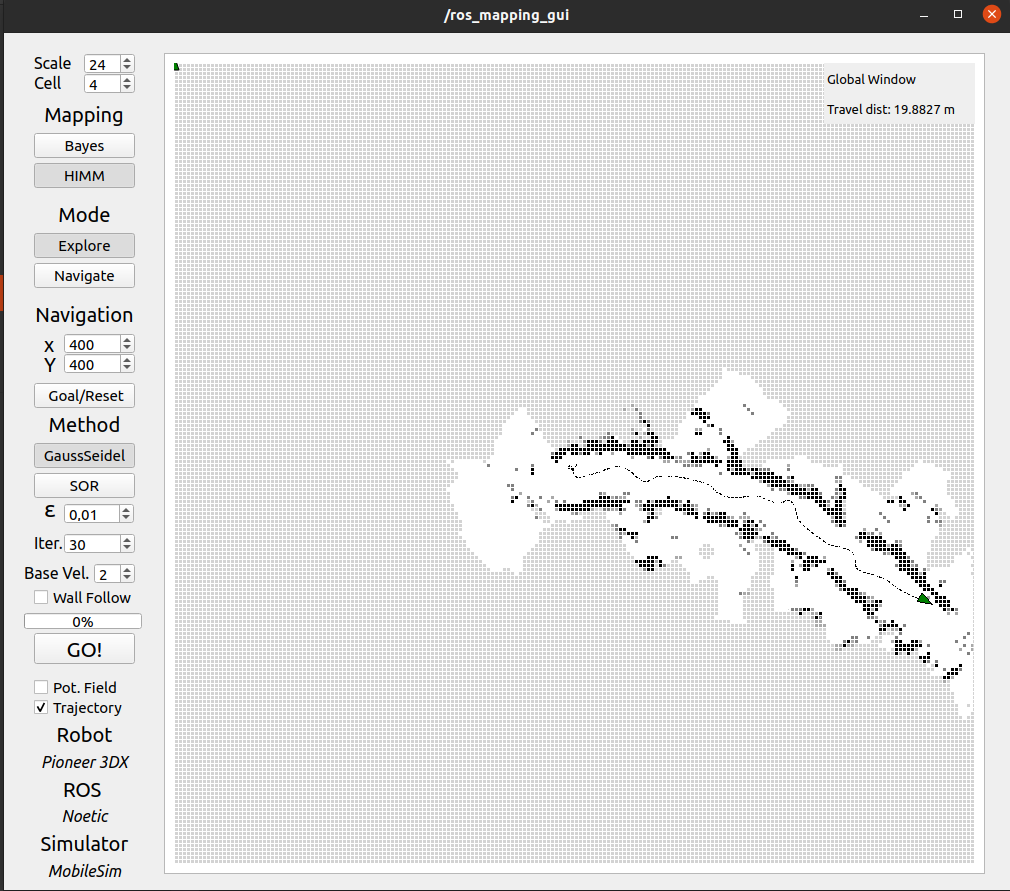 /ros_mapping_gui
Scale 24
Cell 4
Mapping
Bayes
HIMM
Mode
Explore
Navigate
Navigation
x 400
Y 400
Goal/Reset
Method
GaussSeidel
SOR
ε 0,01
Iter. 30
Base Vel. 2
Wall Follow
0%
GO!
Pot. Field
Trajectory
Robot
Pioneer 3DX
ROS
Noetic
Simulator
MobileSim
Global Window
Travel dist: 19.8827 m